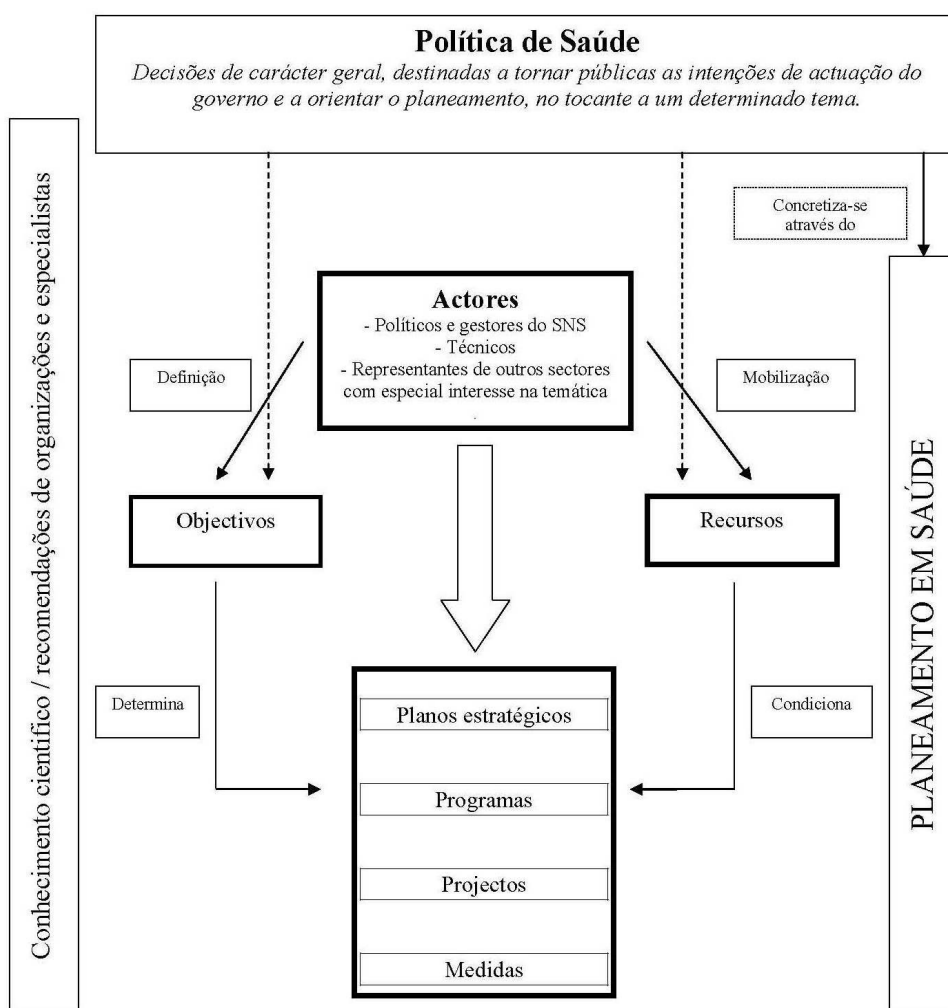 Política de Saúde
Decisões de carácter geral, destinadas a tornar públicas as intenções de actuação do
governo e a orientar o planeamento, no tocante a um determinado tema.
Conhecimento científico / recomendações de organizações e especialistas
Concretiza-se
através do
Actores
- Políticos e gestores do SNS
- Técnicos
- Representantes de outros sectores
com especial interesse na temática
.
Definição
Mobilização
Objectivos
Recursos
PLANEAMENTO EM SAÚDE
Determina
Condiciona
Planos estratégicos
Programas
Projectos
Medidas